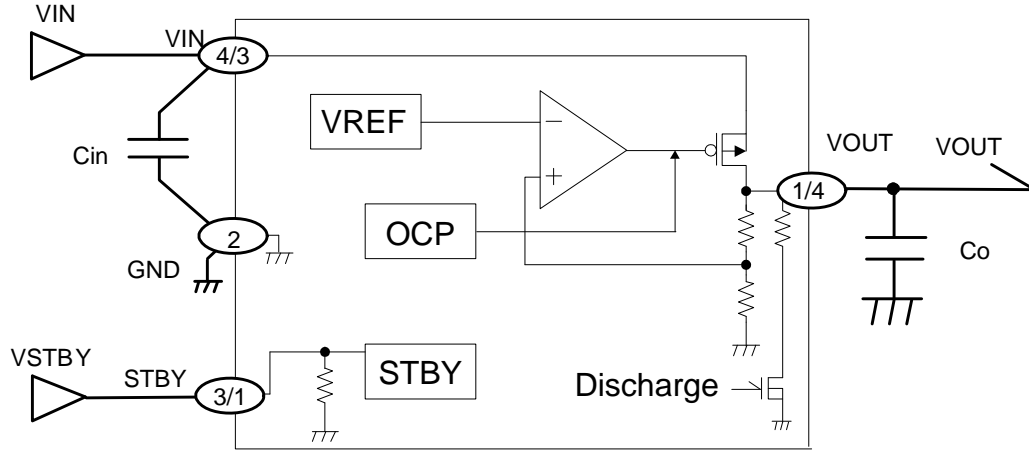 VIN
VIN
4/3
VREF
−
+
VOUT
VOUT
1/4
Cin
OCP
2
GND
Co
VSTBY
STBY
3/1
STBY
Discharge